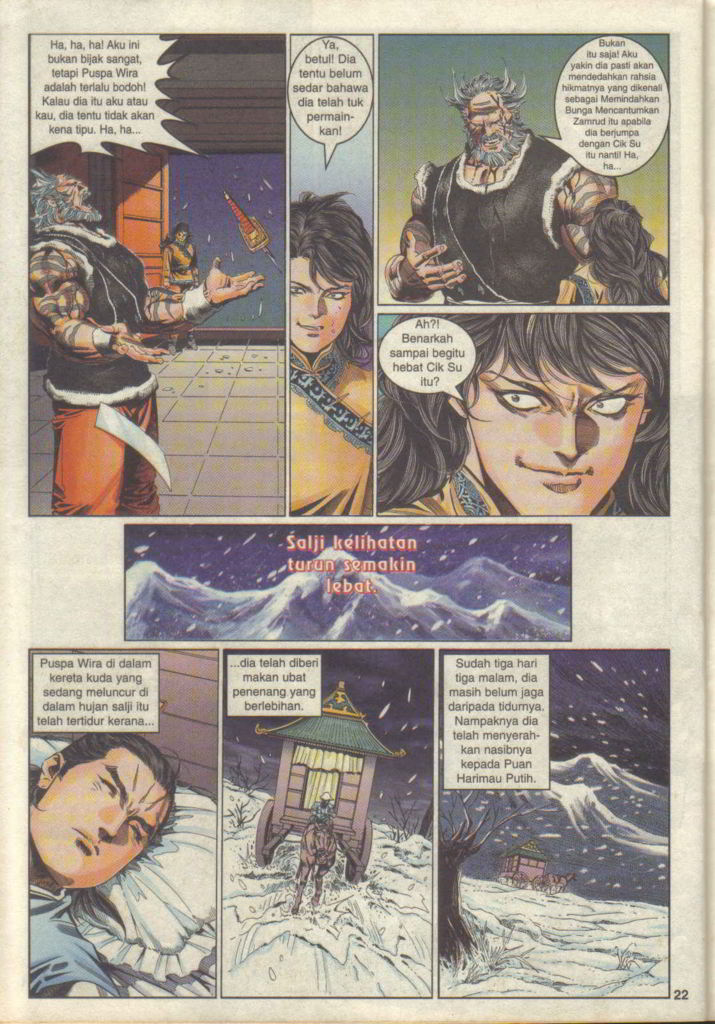 Ha, ha, ha! Aku ini
bukan bijak sangat,
tetapi Puspa Wira
adalah terlalu bodoh!
Kalau dia itu aku atau
kau, dia tentu tidak akan
kena tipu. Ha, ha...
Ya,
betul! Dia
tentu belum
sedar bahawa
dia telah tuk
permain-
kan!
Bukan
itu saja! Aku
yakin dia pasti akan
mendedahkan rahsia
hikmatnya yang dikenali
sebagai Memindahkan
Bunga Mencantumkan
Zamrud itu apabila
dia berjumpa
dengan Cik Su
itu nanti! Ha,
ha...
Ah?!
Benarkah
sampai begitu
hebat Cik Su
itu?
Salji kelihatan
turun semakin
lebat.
Puspa Wira di dalam
kereta kuda yang
sedang meluncur di
dalam hujan salji itu
telah tertidur kerana...
...dia telah diberi
makan ubat
penenang yang
berlebihan.
Sudah tiga hari
tiga malam, dia
masih belum jaga
daripada tidurnya.
Nampaknya dia
telah menyerah-
kan nasibnya
kepada Puan
Harimau Putih.
22